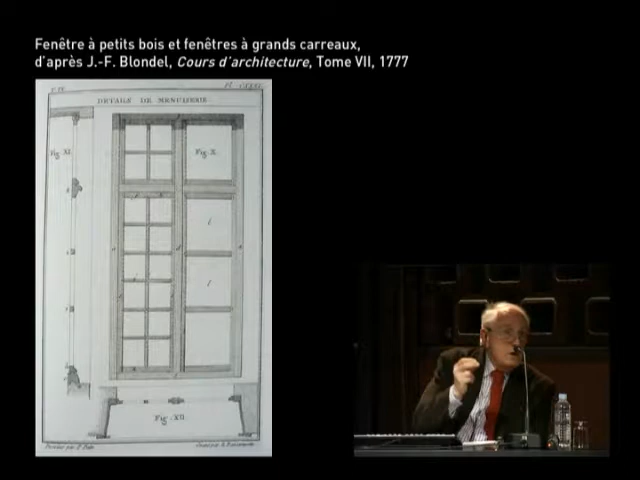 Fenêtre à petits bois et fenêtres à grands carreaux,
d'après J.-F. Blondel, Cours d'architecture, Tome VII, 1777
DETAILS DE MENUISERIE
Fig. XI.
Fig. X.
Fig. XII